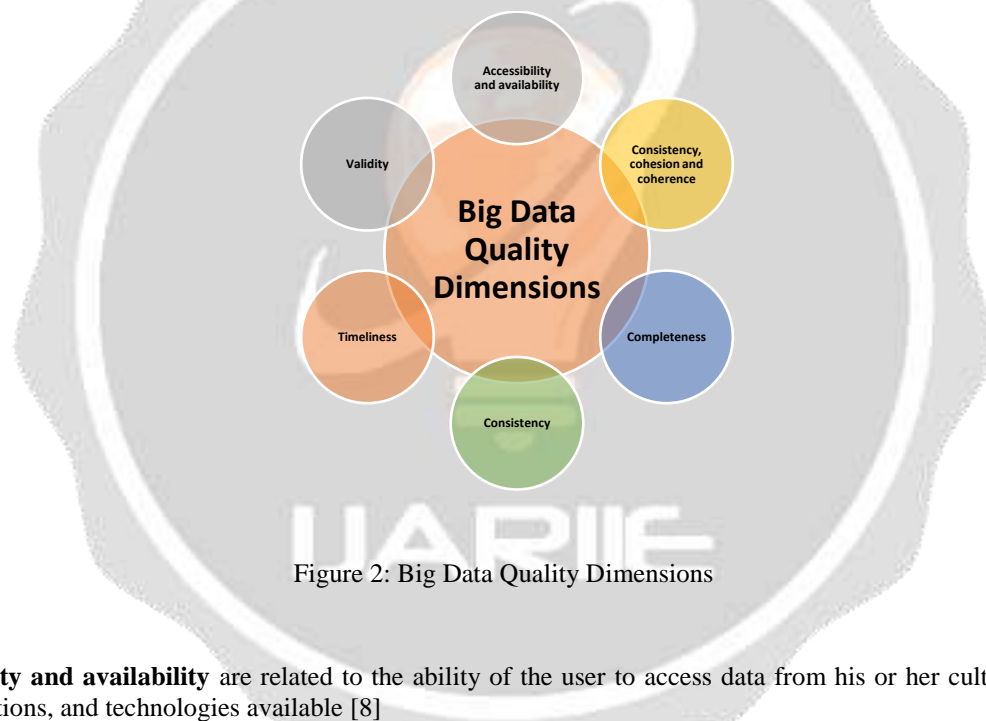 Accessibility
and availability
Validity
Consistency,
cohesion and
coherence
Big Data
Quality
Dimensions
Timeliness
Completeness
Consistency
IJARIIE
Figure 2: Big Data Quality Dimensions
ty and availability are related to the ability of the user to access data from his or her cult
tions, and technologies available [8]